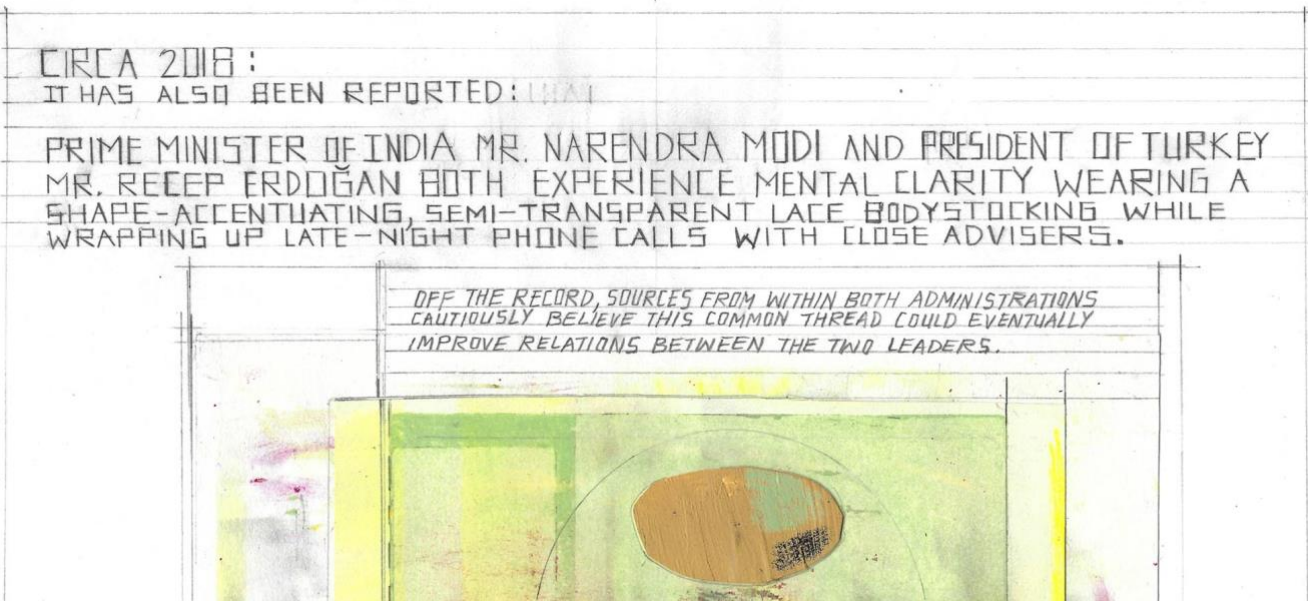 CIRCA 2018:
IT HAS ALSO BEEN REPORTED:
PRIME MINISTER OF INDIA MR. NARENDRA MODI AND PRESIDENT OF TURKEY
MR. RECEP ERDOĞAN BOTH EXPERIENCE MENTAL CLARITY WEARING A
SHAPE-ACCENTUATING, SEMI-TRANSPARENT LACE BODYSTOCKING WHILE
WRAPPING UP LATE-NIGHT PHONE CALLS WITH CLOSE ADVISERS.
OFF THE RECORD, SOURCES FROM WITHIN BOTH ADMINISTRATIONS
CAUTIOUSLY BELIEVE THIS COMMON THREAD COULD EVENTUALLY
IMPROVE RELATIONS BETWEEN THE TWO LEADERS.